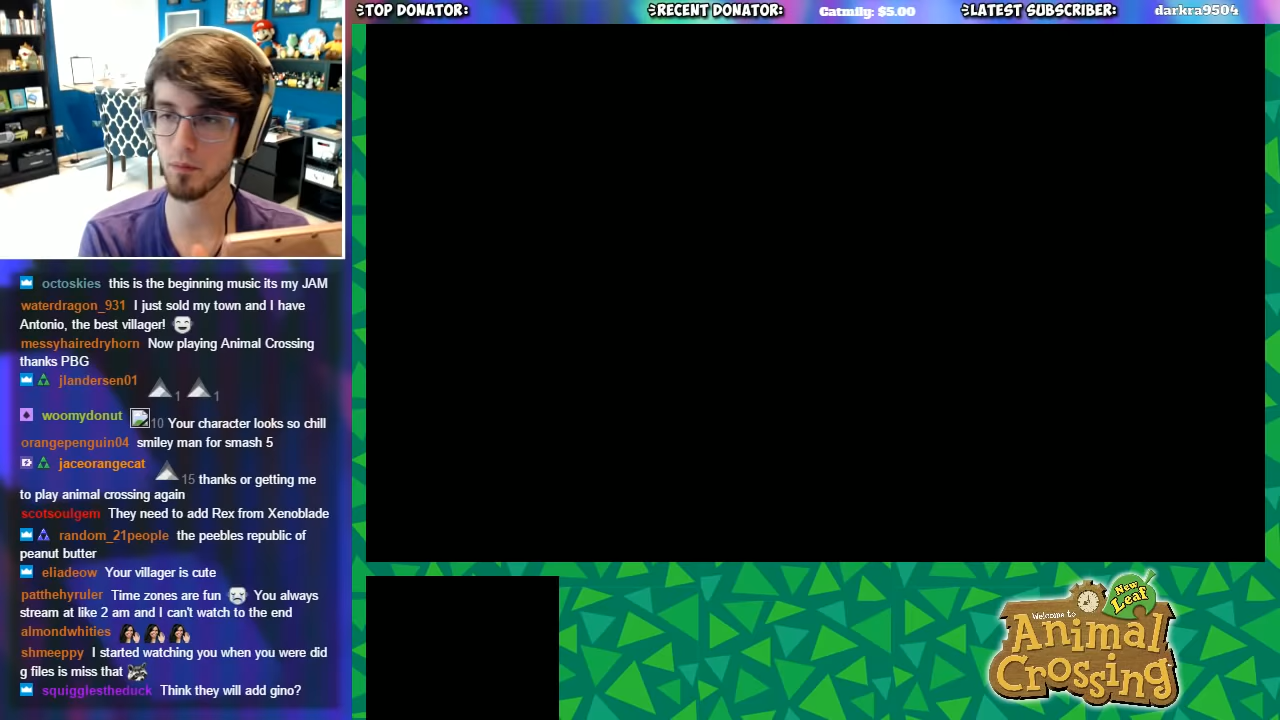 TOP DONATOR:
RECENT DONATOR:
Catmily: $5.00
LATEST SUBSCRIBER:
darkra9504
octoskies this is the beginning music its my JAM
waterdragon_931 I just sold my town and I have
Antonio, the best villager!
messyhairedryhorn Now playing Animal Crossing
thanks PBG
jlandersen01 1 1
woomydonut 10 Your character looks so chill
orangepenguin04 smiley man for smash 5
jaceorangecat 15 thanks or getting me
to play animal crossing again
scotsoulgem They need to add Rex from Xenoblade
random_21people the peebles republic of
peanut butter
eliadeow Your villager is cute
patthehyruler Time zones are fun You always
stream at like 2 am and I can't watch to the end
almondwhities
shmeeppy I started watching you when you were did
g files is miss that
squigglestheduck Think they will add gino?
Welcome to
Animal
Crossing
New
Leaf